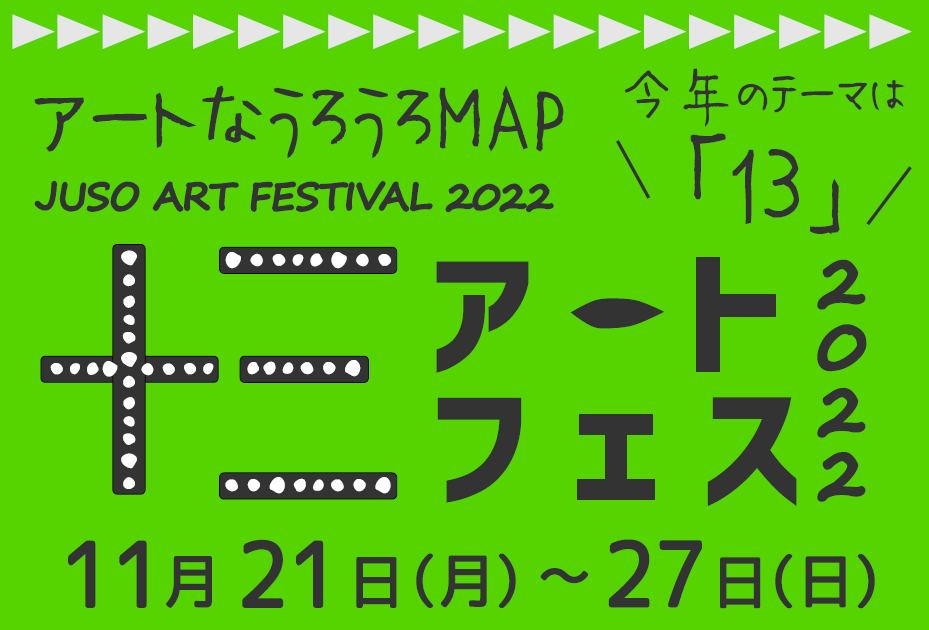 アートなうろうろMAP
JUSO ART FESTIVAL 2022
今年のテーマは
\「13」/
十三アートフェス2022
11月21日(月)～27日(日)